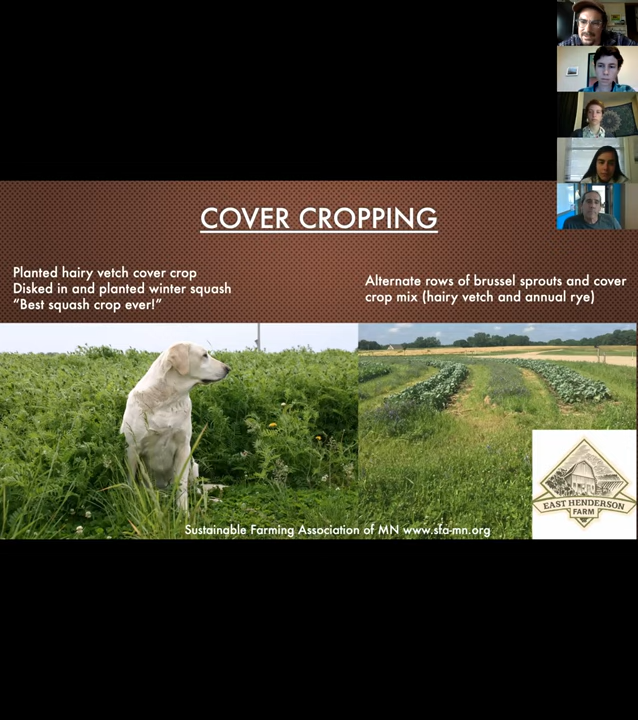 COVER CROPPING
Planted hairy vetch cover crop
Disked in and planted winter squash
“Best squash crop ever!”
Alternate rows of brussel sprouts and cover
crop mix (hairy vetch and annual rye)
EAST HENDERSON
FARM
Sustainable Farming Association of MN www.sfa-mn.org